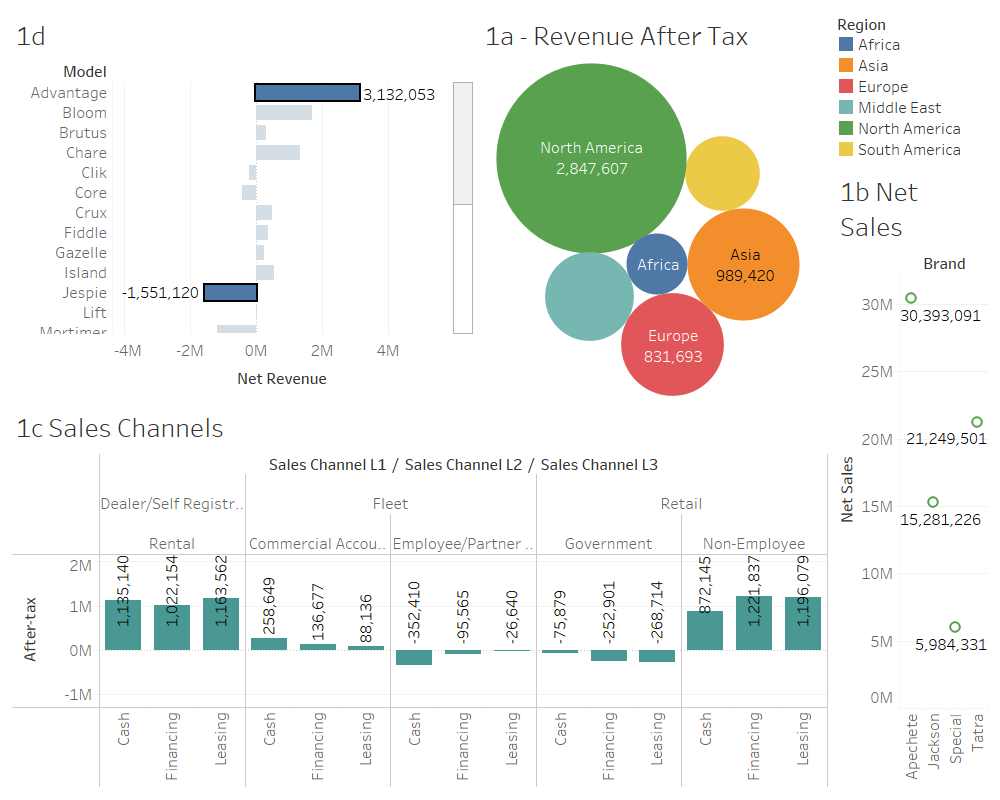 1d
Model
Advantage
3,132,053
Bloom
Brutus
Chare
Clik
Core
Crux
Fiddle
Gazelle
Island
Jespie
-1,551,120
Lift
Mortimer
-4M -2M 0M 2M 4M
Net Revenue
1a - Revenue After Tax
North America
2,847,607
Africa
Asia
989,420
Europe
831,693
Region
Africa
Asia
Europe
Middle East
North America
South America
1b Net
Sales
Brand
Net Sales
30M
25M
20M
15M
10M
5M
0M
30,393,091
21,249,501
15,281,226
5,984,331
Apechete
Jackson
Special
Tatra
1c Sales Channels
Sales Channel L1 / Sales Channel L2 / Sales Channel L3
Dealer/Self Registr.. Fleet Retail
Rental Commercial Accou.. Employee/Partner .. Government Non-Employee
After-tax
2M
1M
0M
-1M
1,135,140
1,022,154
1,163,562
258,649
136,677
88,136
-352,410
-95,565
-26,640
-75,879
-252,901
-268,714
872,145
1,221,837
1,196,079
Cash
Financing
Leasing
Cash
Financing
Leasing
Cash
Financing
Leasing
Cash
Financing
Leasing
Cash
Financing
Leasing